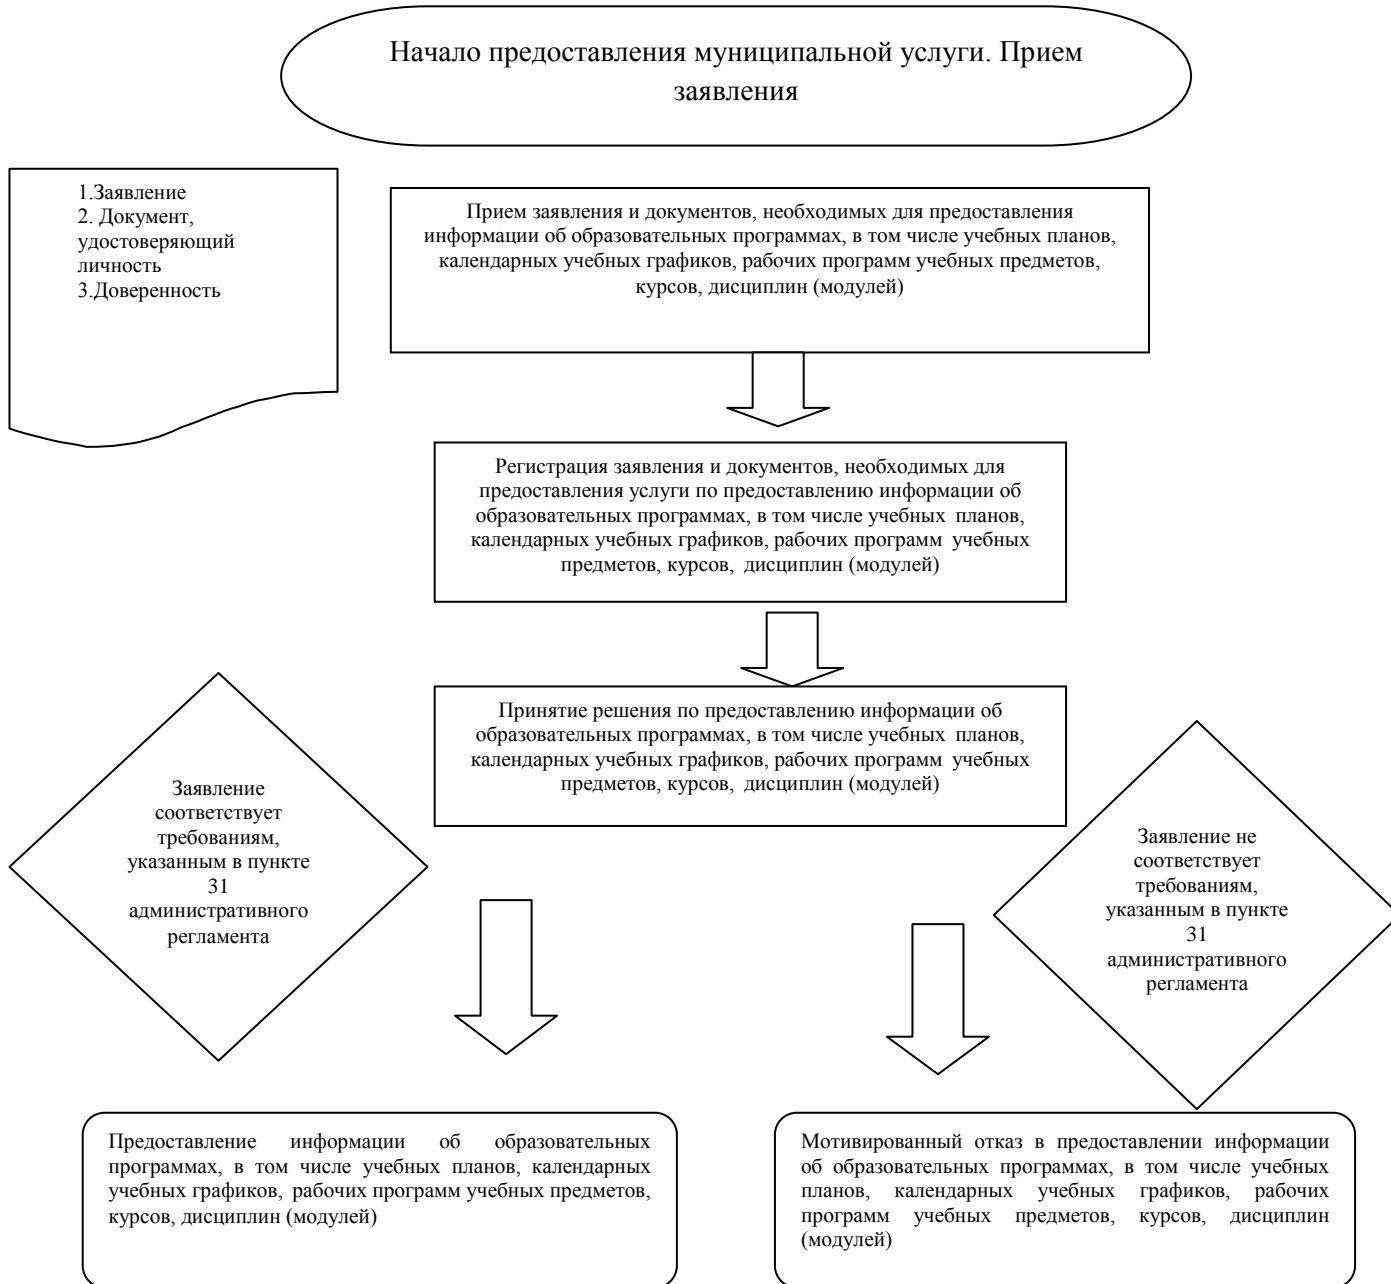 Начало предоставления муниципальной услуги. Прием
заявления
1.Заявление
2. Документ,
удостоверяющий
личность
3.Доверенность
Прием заявления и документов, необходимых для предоставления
информации об образовательных программах, в том числе учебных планов,
календарных учебных графиков, рабочих программ учебных предметов,
курсов, дисциплин (модулей)
Регистрация заявления и документов, необходимых для
предоставления услуги по предоставлению информации об
образовательных программах, в том числе учебных планов,
календарных учебных графиков, рабочих программ учебных
предметов, курсов, дисциплин (модулей)
Принятие решения по предоставлению информации об
образовательных программах, в том числе учебных планов,
календарных учебных графиков, рабочих программ учебных
предметов, курсов, дисциплин (модулей)
Заявление
соответствует
требованиям,
указанным в пункте
31
административного
регламента
Заявление не
соответствует
требованиям,
указанным в пункте
31
административного
регламента
Предоставление информации об образовательных
программах, в том числе учебных планов, календарных
учебных графиков, рабочих программ учебных предметов,
курсов, дисциплин (модулей)
Мотивированный отказ в предоставлении информации
об образовательных программах, в том числе учебных
планов, календарных учебных графиков, рабочих
программ учебных предметов, курсов, дисциплин
(модулей)